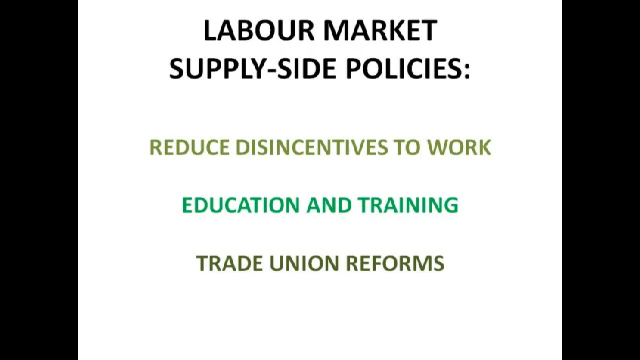 LABOUR MARKET
SUPPLY-SIDE POLICIES:
REDUCE DISINCENTIVES TO WORK
EDUCATION AND TRAINING
TRADE UNION REFORMS